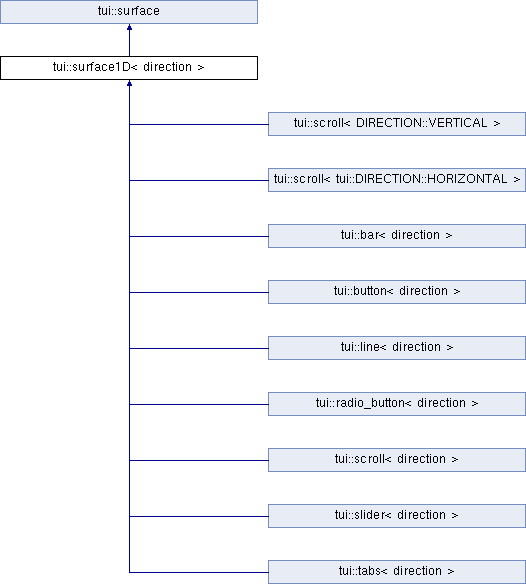 tui::surface
tui::surface1D< direction >
tui::scroll< DIRECTION::VERTICAL >
tui::scroll< tui::DIRECTION::HORIZONTAL >
tui::bar< direction >
tui::button< direction >
tui::line< direction >
tui::radio_button< direction >
tui::scroll< direction >
tui::slider< direction >
tui::tabs< direction >